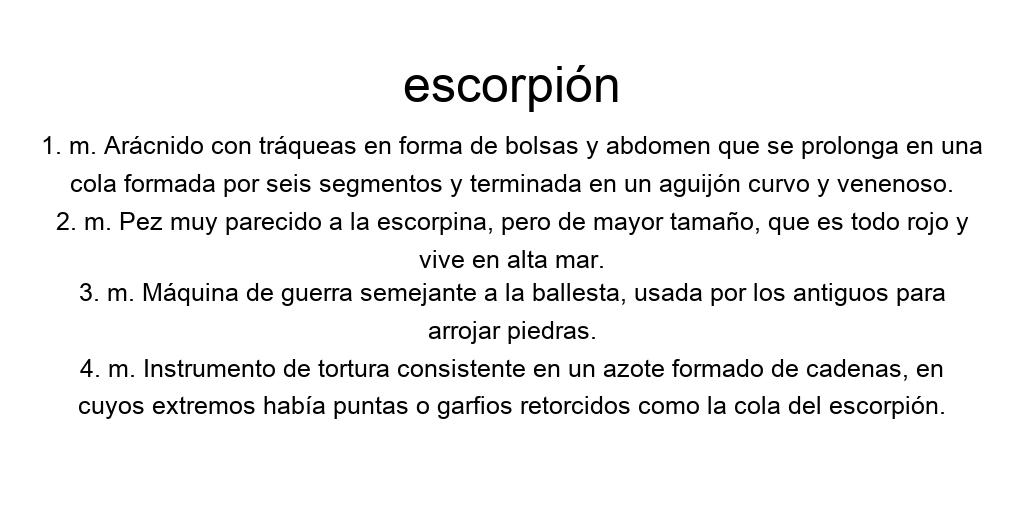 escorpión
1. m. Arácnido con tráqueas en forma de bolsas y abdomen que se prolonga en una
cola formada por seis segmentos y terminada en un aguijón curvo y venenoso.
2. m. Pez muy parecido a la escorpina, pero de mayor tamaño, que es todo rojo y
vive en alta mar.
3. m. Máquina de guerra semejante a la ballesta, usada por los antiguos para
arrojar piedras.
4. m. Instrumento de tortura consistente en un azote formado de cadenas, en
cuyos extremos había puntas o garfios retorcidos como la cola del escorpión.